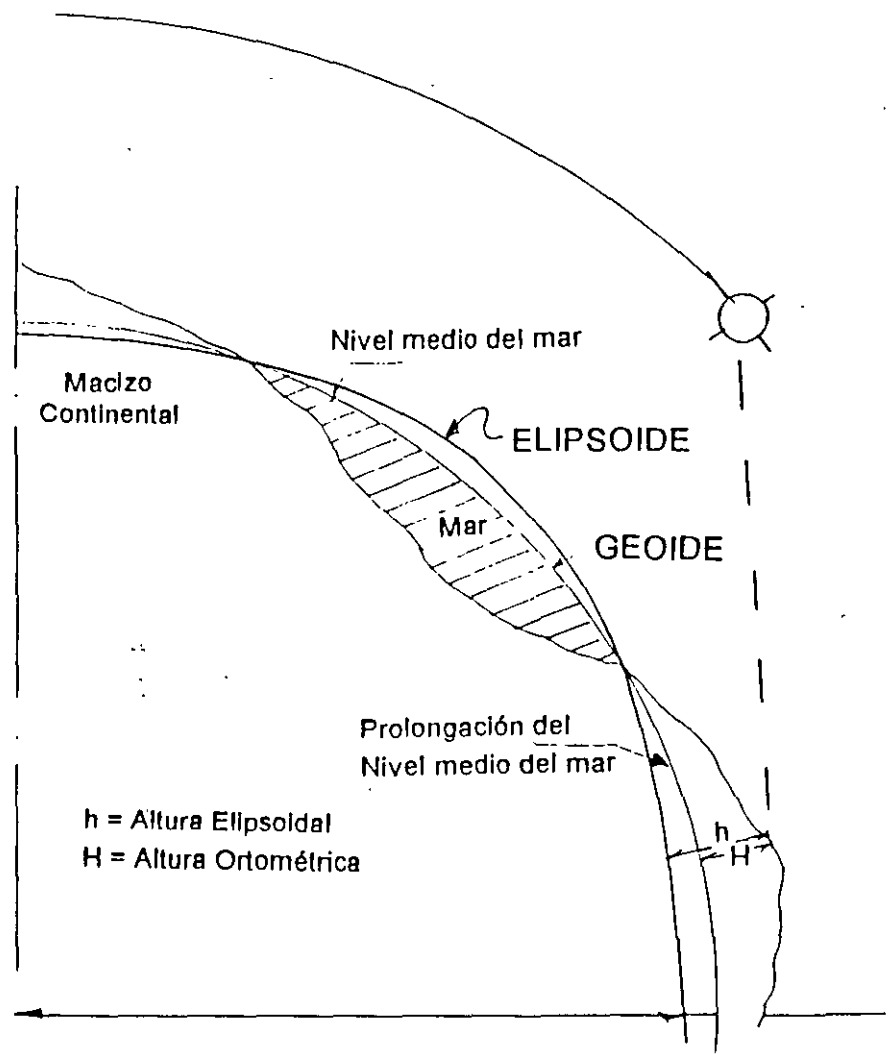 Nivel medio del mar
Macizo
Continental
ELIPSOIDE
Mar
GEOIDE
Prolongación del
Nivel medio del mar
h
H
h = Altura Elipsoidal
H = Altura Ortométrica